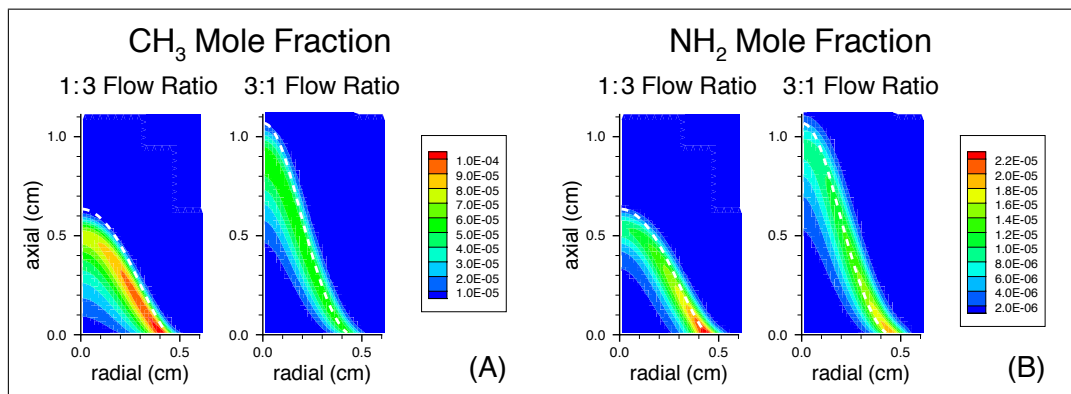 CH₃ Mole Fraction
1:3 Flow Ratio 3:1 Flow Ratio
axial (cm)
1.0
0.5
0.0
0.0 0.5
radial (cm)
1.0
0.5
0.0
0.0 0.5
radial (cm)
1.0E-04
9.0E-05
8.0E-05
7.0E-05
6.0E-05
5.0E-05
4.0E-05
3.0E-05
2.0E-05
1.0E-05
(A)
NH₂ Mole Fraction
1:3 Flow Ratio 3:1 Flow Ratio
axial (cm)
1.0
0.5
0.0
0.0 0.5
radial (cm)
1.0
0.5
0.0
0.0 0.5
radial (cm)
2.2E-05
2.0E-05
1.8E-05
1.6E-05
1.4E-05
1.2E-05
1.0E-05
8.0E-06
6.0E-06
4.0E-06
2.0E-06
(B)